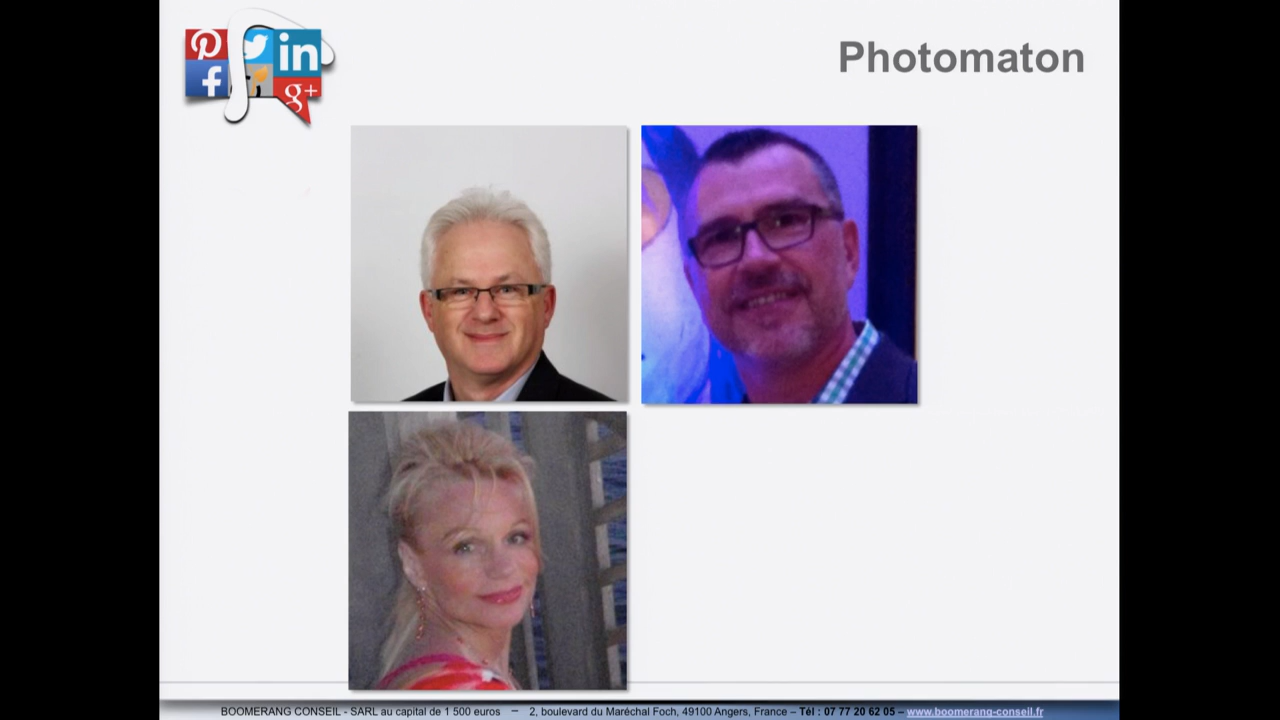 in
f
g+
Photomaton
BOOMERANG CONSEIL - SARL au capital de 1 500 euros – 2, boulevard du Maréchal Foch, 49100 Angers, France – Tél : 07 77 20 62 05 – www.boomerang-conseil.fr